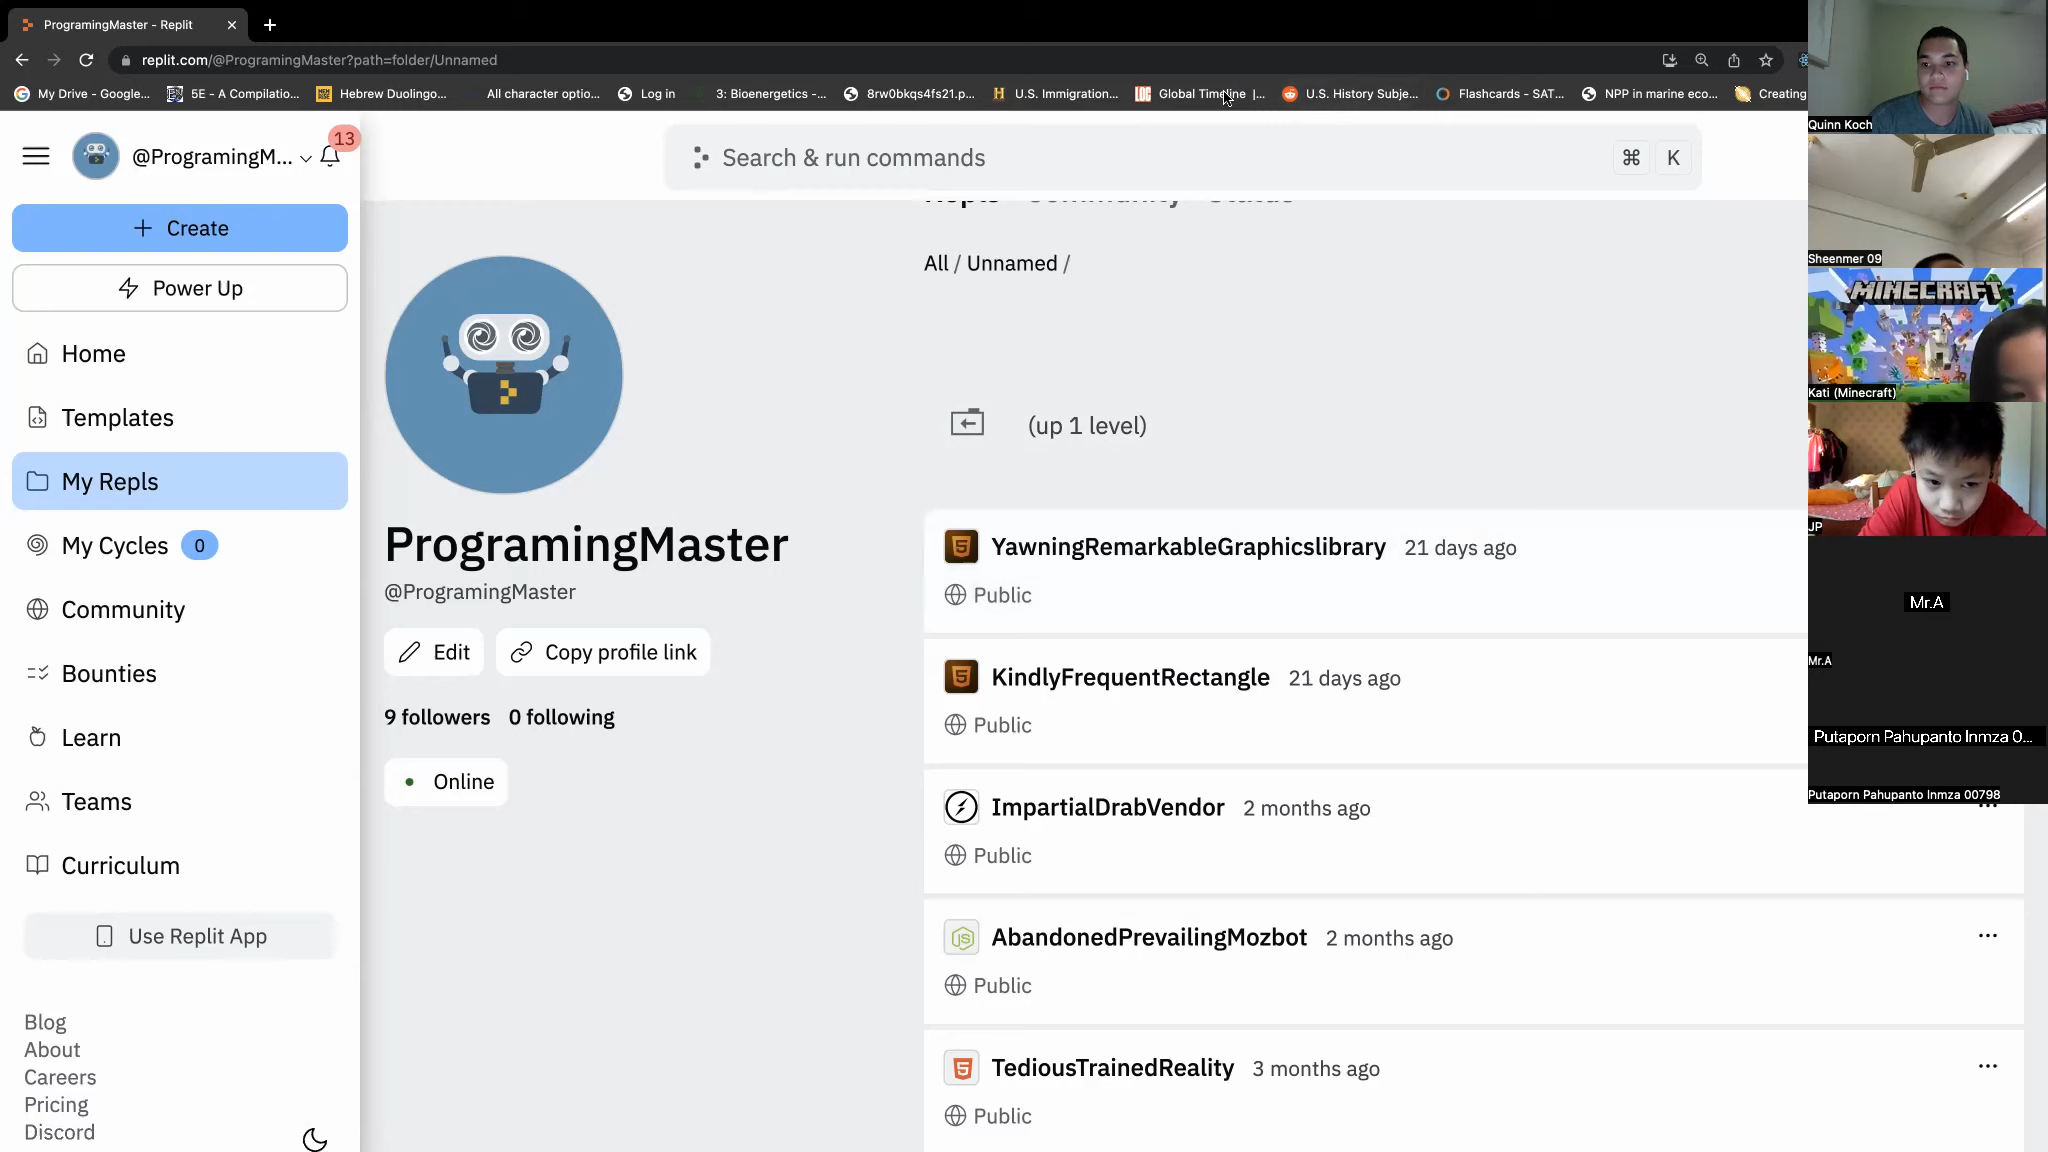 ProgramingMaster - Replit
replit.com/@ProgramingMaster?path=folder/Unnamed
My Drive - Google...
5E - A Compilatio...
Hebrew Duolingo...
All character optio...
Log in
3: Bioenergetics -...
8rw0bkqs4fs21.p...
U.S. Immigration...
Global Timeline |...
U.S. History Subje...
Flashcards - SAT...
NPP in marine eco...
Creating
@ProgramingM...
13
Search & run commands
⌘ K
Create
Power Up
Home
Templates
My Repls
My Cycles 0
Community
Bounties
Learn
Teams
Curriculum
Use Replit App
Blog
About
Careers
Pricing
Discord
ProgramingMaster
@ProgramingMaster
Edit
Copy profile link
9 followers 0 following
Online
Repls Community Status
All / Unnamed /
(up 1 level)
YawningRemarkableGraphicslibrary 21 days ago
Public
KindlyFrequentRectangle 21 days ago
Public
ImpartialDrabVendor 2 months ago
Public
AbandonedPrevailingMozbot 2 months ago
Public
TediousTrainedReality 3 months ago
Public
Quinn Koch
Sheenmer 09
MINECRAFT
Kati (Minecraft)
JP
Mr.A
Mr.A
Putaporn Pahupanto Inmza 0...
Putaporn Pahupanto Inmza 00798